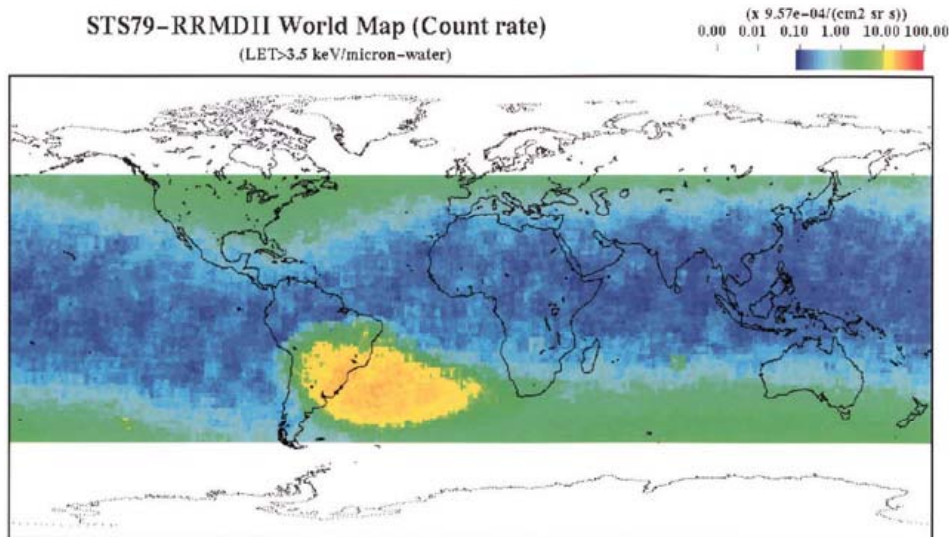 STS79-RRMDII World Map (Count rate)
(LET>3.5 keV/micron-water)
(x 9.57e-04/(cm2 sr s))
0.00 0.01 0.10 1.00 10.00 100.00